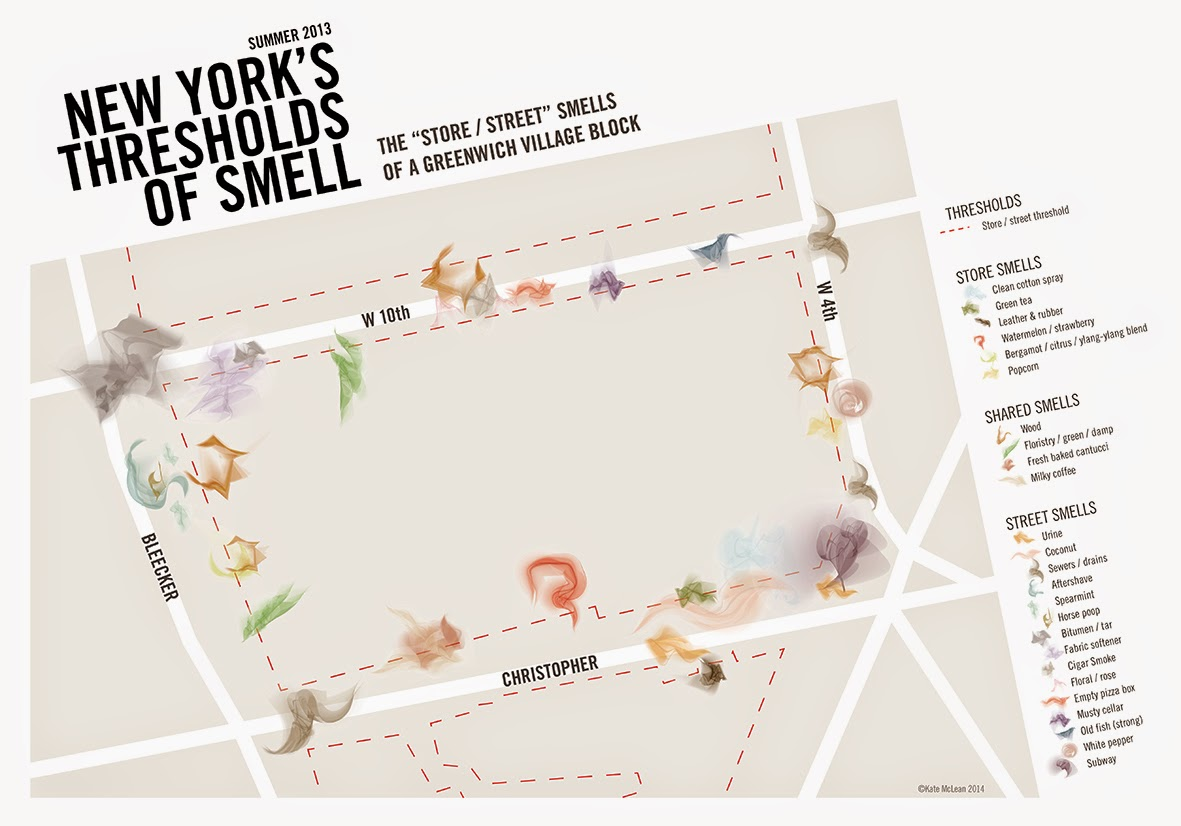 SUMMER 2013
NEW YORK'S
THRESHOLDS
OF SMELL
THE “STORE / STREET” SMELLS
OF A GREENWICH VILLAGE BLOCK
W 10th
W 4th
BLEECKER
CHRISTOPHER
THRESHOLDS
Store / street threshold
STORE SMELLS
Clean cotton spray
Green tea
Leather & rubber
Watermelon / strawberry
Bergamot / citrus / ylang-ylang blend
Popcorn
SHARED SMELLS
Wood
Floristry / green / damp
Fresh baked cantucci
Milky coffee
STREET SMELLS
Urine
Coconut
Sewers / drains
Aftershave
Spearmint
Horse poop
Bitumen / tar
Fabric softener
Cigar Smoke
Floral / rose
Empty pizza box
Musty cellar
Old fish (strong)
White pepper
Subway
©Kate McLean 2014